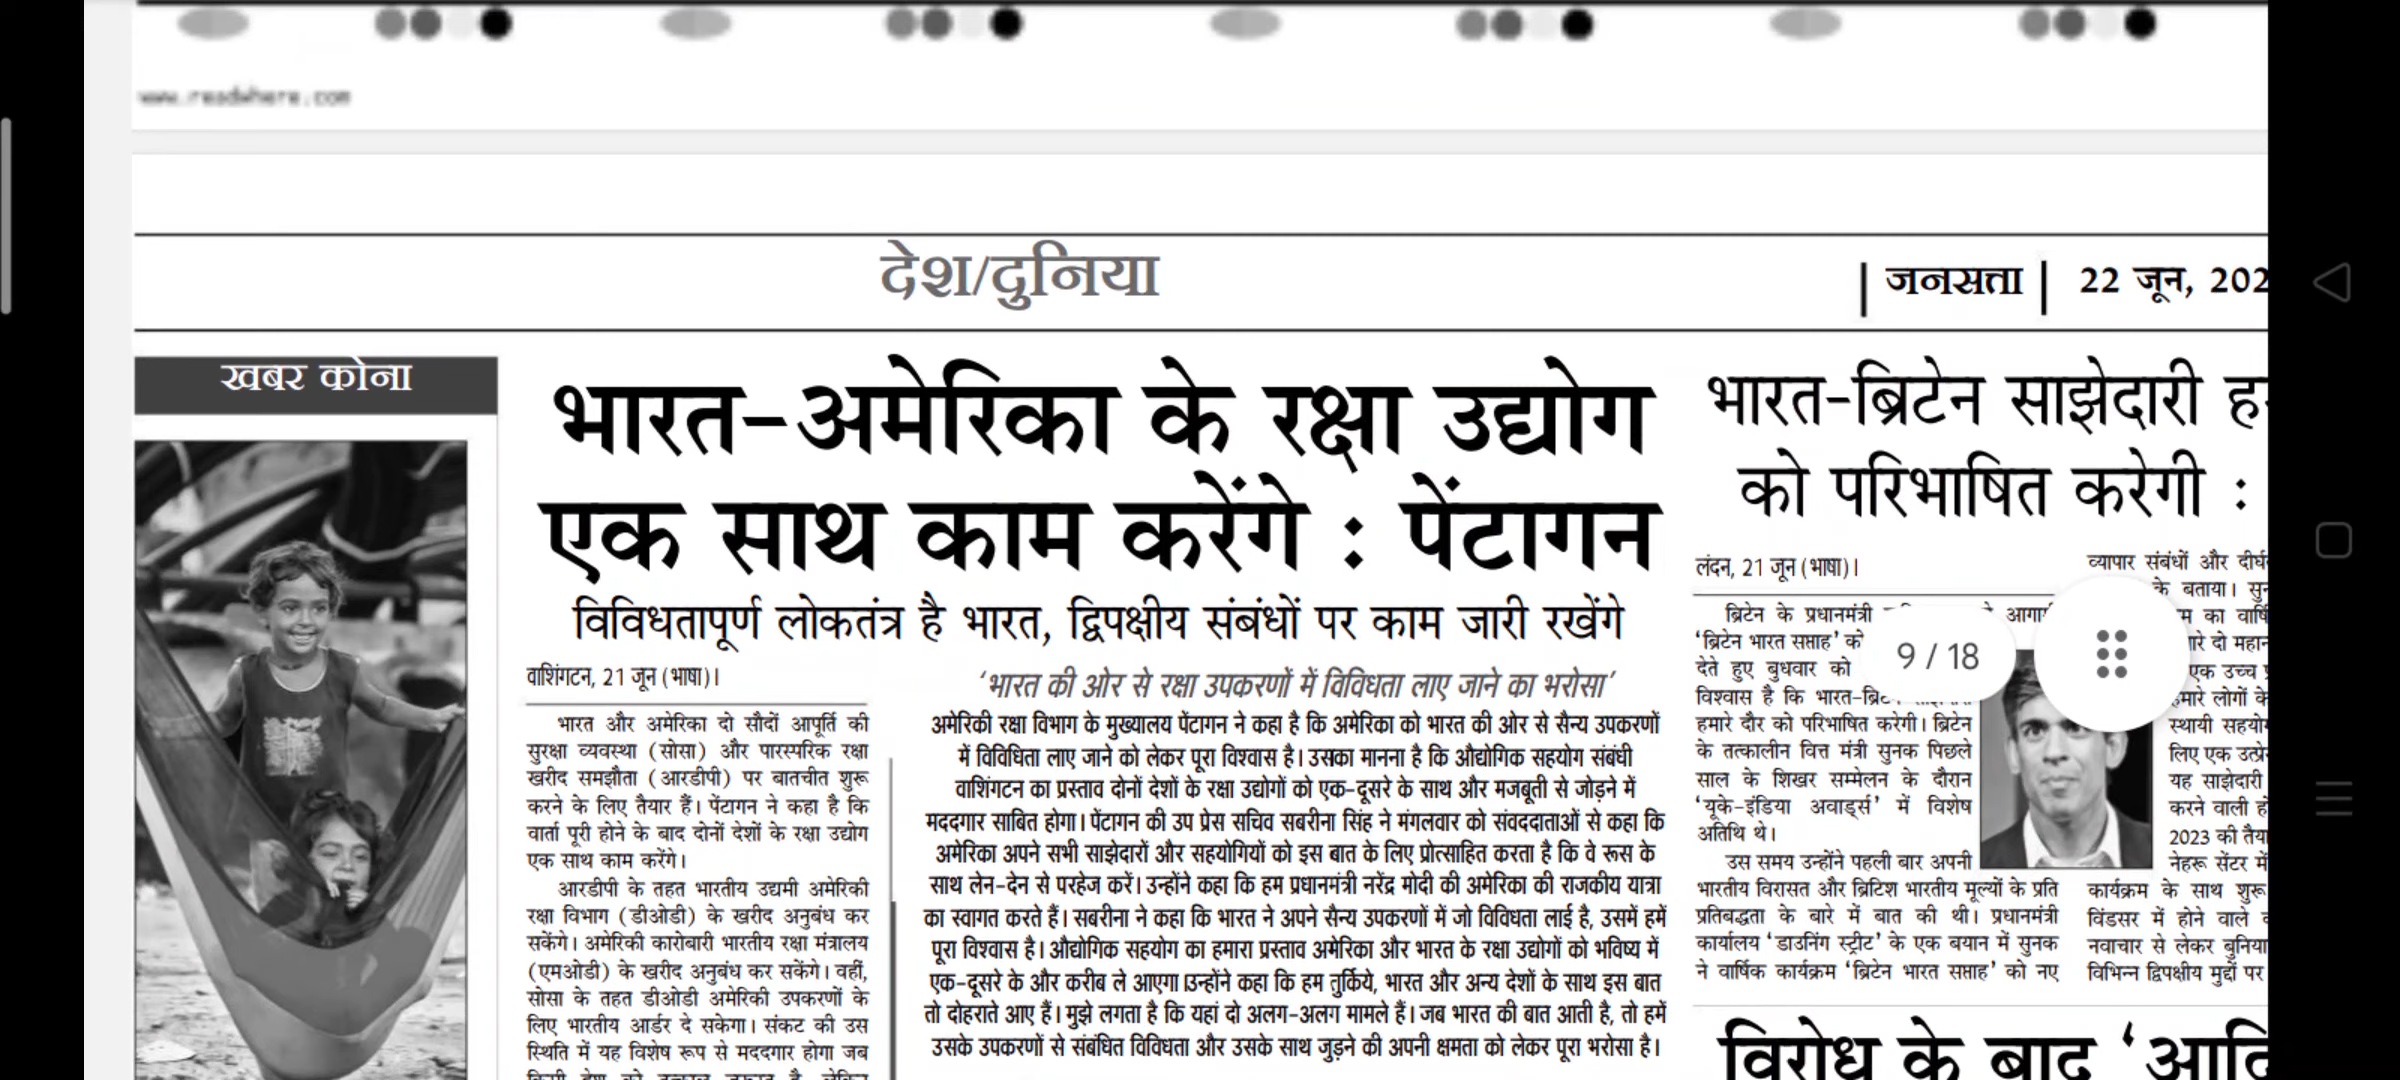 www.readwhere.com
देश/दुनिया
जनसत्ता
22 जून, 202
खबर कोना
भारत-अमेरिका के रक्षा उद्योग
एक साथ काम करेंगे : पेंटागन
विविधतापूर्ण लोकतंत्र है भारत, द्विपक्षीय संबंधों पर काम जारी रखेंगे
वाशिंगटन, 21 जून (भाषा)।
भारत और अमेरिका दो सौदों आपूर्ति की
सुरक्षा व्यवस्था (सोसा) और पारस्परिक रक्षा
खरीद समझौता (आरडीपी) पर बातचीत शुरू
करने के लिए तैयार हैं। पेंटागन ने कहा है कि
वार्ता पूरी होने के बाद दोनों देशों के रक्षा उद्योग
एक साथ काम करेंगे।
आरडीपी के तहत भारतीय उद्यमी अमेरिकी
रक्षा विभाग (डीओडी) के खरीद अनुबंध कर
सकेंगे। अमेरिकी कारोबारी भारतीय रक्षा मंत्रालय
(एमओडी) के खरीद अनुबंध कर सकेंगे। वहीं,
सोसा के तहत डीओडी अमेरिकी उपकरणों के
लिए भारतीय आर्डर दे सकेगा। संकट की उस
स्थिति में यह विशेष रूप से मददगार होगा जब
'भारत की ओर से रक्षा उपकरणों में विविधता लाए जाने का भरोसा'
अमेरिकी रक्षा विभाग के मुख्यालय पेंटागन ने कहा है कि अमेरिका को भारत की ओर से सैन्य उपकरणों
में विविधिता लाए जाने को लेकर पूरा विश्वास है। उसका मानना है कि औद्योगिक सहयोग संबंधी
वाशिंगटन का प्रस्ताव दोनों देशों के रक्षा उद्योगों को एक-दूसरे के साथ और मजबूती से जोड़ने में
मददगार साबित होगा। पेंटागन की उप प्रेस सचिव सबरीना सिंह ने मंगलवार को संवददाताओं से कहा कि
अमेरिका अपने सभी साझेदारों और सहयोगियों को इस बात के लिए प्रोत्साहित करता है कि वे रूस के
साथ लेन-देन से परहेज करें। उन्होंने कहा कि हम प्रधानमंत्री नरेंद्र मोदी की अमेरिका की राजकीय यात्रा
का स्वागत करते हैं। सबरीना ने कहा कि भारत ने अपने सैन्य उपकरणों में जो विविधता लाई है, उसमें हमें
पूरा विश्वास है। औद्योगिक सहयोग का हमारा प्रस्ताव अमेरिका और भारत के रक्षा उद्योगों को भविष्य में
एक-दूसरे के और करीब ले आएगा।उन्होंने कहा कि हम तुर्किये, भारत और अन्य देशों के साथ इस बात
तो दोहराते आए हैं। मुझे लगता है कि यहां दो अलग-अलग मामले हैं। जब भारत की बात आती है, तो हमें
उसके उपकरणों से संबंधित विविधता और उसके साथ जुड़ने की अपनी क्षमता को लेकर पूरा भरोसा है।
भारत-ब्रिटेन साझेदारी
को परिभाषित करेगी :
लंदन, 21 जून (भाषा)।
ब्रिटेन के प्रधानमंत्री
'ब्रिटेन भारत सप्ताह' को
देते हुए बुधवार को
विश्वास है कि
हमारे दौर को परिभाषित करेगी। ब्रिटेन
के तत्कालीन वित्त मंत्री सुनक पिछले
साल के शिखर सम्मेलन के दौरान
'यूके-इंडिया अवार्ड्स' में विशेष
अतिथि थे।
उस समय उन्होंने पहली बार अपनी
भारतीय विरासत और ब्रिटिश भारतीय मूल्यों के प्रति
प्रतिबद्धता के बारे में बात की थी। प्रधानमंत्री
कार्यालय 'डाउनिंग स्ट्रीट' के एक बयान में सुनक
ने वार्षिक कार्यक्रम 'ब्रिटेन भारत सप्ताह' को नए
व्यापार संबंधों और
के बताया।
का
दो
एक उच्च
लोगों के
स्थायी
लिए एक
यह साझेदारी
करने वाली
2023 की
नेहरू सेंटर में
कार्यक्रम के साथ शुरू
विंडसर में होने वाले
नवाचार से लेकर
विभिन्न द्विपक्षीय मुद्दों पर
9 / 18
विरोध के बाद